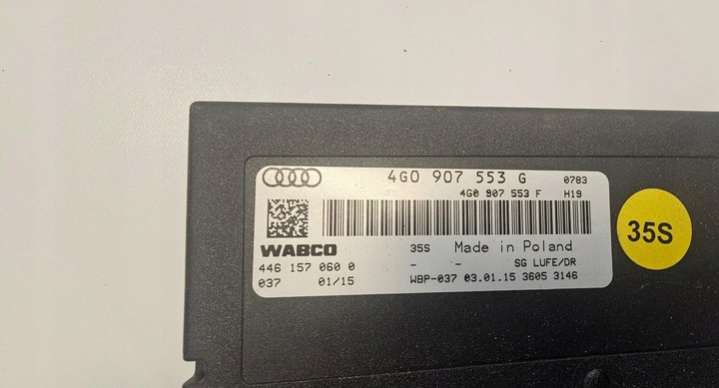 4G0 907 553 G 0783
4G0 907 553 F H19
WABCO 35S Made in Poland
446 157 060 0 - - SG LUFE/DR
037 01/15 WBP-037 03.01.15 3605 3146
35S